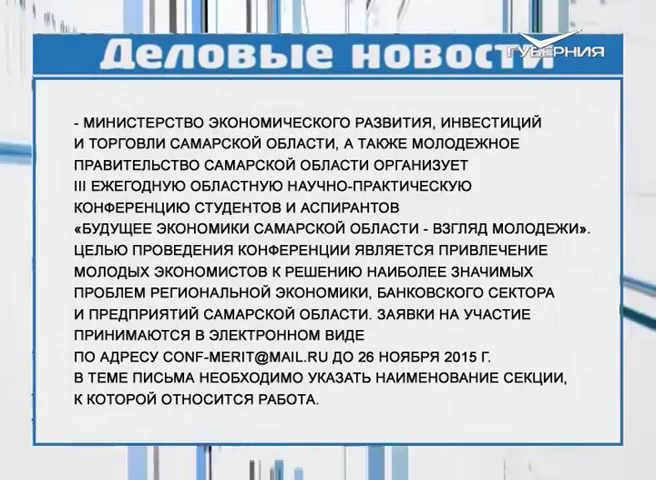 Деловые новости
ГУБЕРНИЯ
- МИНИСТЕРСТВО ЭКОНОМИЧЕСКОГО РАЗВИТИЯ, ИНВЕСТИЦИЙ
И ТОРГОВЛИ САМАРСКОЙ ОБЛАСТИ, А ТАКЖЕ МОЛОДЕЖНОЕ
ПРАВИТЕЛЬСТВО САМАРСКОЙ ОБЛАСТИ ОРГАНИЗУЕТ
III ЕЖЕГОДНУЮ ОБЛАСТНУЮ НАУЧНО-ПРАКТИЧЕСКУЮ
КОНФЕРЕНЦИЮ СТУДЕНТОВ И АСПИРАНТОВ
«БУДУЩЕЕ ЭКОНОМИКИ САМАРСКОЙ ОБЛАСТИ - ВЗГЛЯД МОЛОДЕЖИ».
ЦЕЛЬЮ ПРОВЕДЕНИЯ КОНФЕРЕНЦИИ ЯВЛЯЕТСЯ ПРИВЛЕЧЕНИЕ
МОЛОДЫХ ЭКОНОМИСТОВ К РЕШЕНИЮ НАИБОЛЕЕ ЗНАЧИМЫХ
ПРОБЛЕМ РЕГИОНАЛЬНОЙ ЭКОНОМИКИ, БАНКОВСКОГО СЕКТОРА
И ПРЕДПРИЯТИЙ САМАРСКОЙ ОБЛАСТИ. ЗАЯВКИ НА УЧАСТИЕ
ПРИНИМАЮТСЯ В ЭЛЕКТРОННОМ ВИДЕ
ПО АДРЕСУ CONF-MERIT@MAIL.RU ДО 26 НОЯБРЯ 2015 Г.
В ТЕМЕ ПИСЬМА НЕОБХОДИМО УКАЗАТЬ НАИМЕНОВАНИЕ СЕКЦИИ,
К КОТОРОЙ ОТНОСИТСЯ РАБОТА.